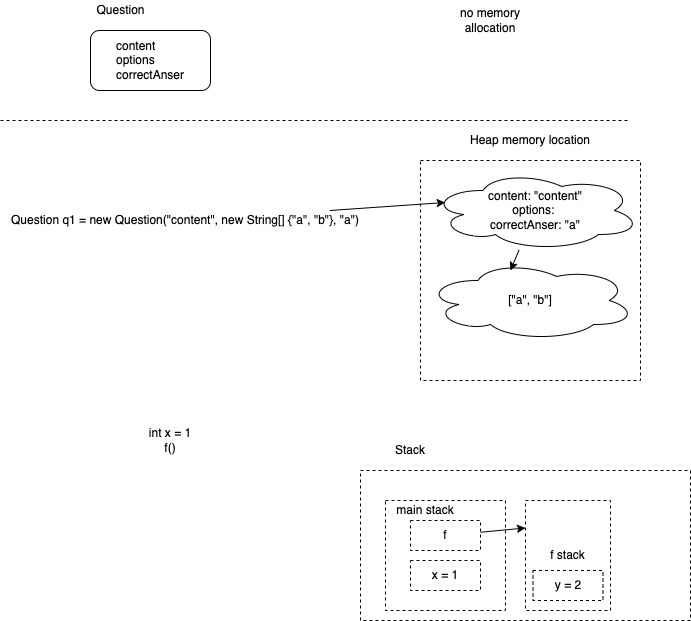 Question
no memory
allocation
content
options
correctAnser
Heap memory location
Question q1 = new Question("content", new String[] {"a", "b"}, "a")
content: "content"
options:
correctAnser: "a"
["a", "b"]
int x = 1
f()
Stack
main stack
f
x = 1
f stack
y = 2